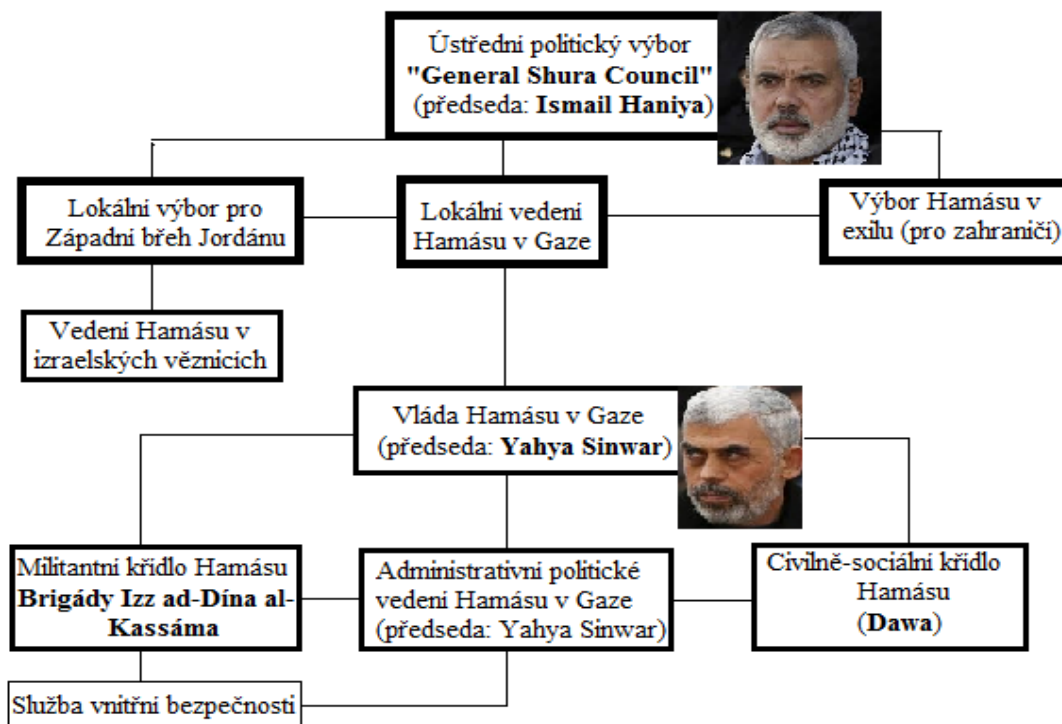 Ústřední politický výbor
"General Shura Council"
(předseda: Ismail Haniya)
Lokální výbor pro
Západní břeh Jordánu
Lokální vedení
Hamásu v Gaze
Výbor Hamásu v
exilu (pro zahraničí)
Vedení Hamásu v
izraelských věznicích
Vláda Hamásu v Gaze
(předseda: Yahya Sinwar)
Militantní křídlo Hamásu
Brigády Izz ad-Dína al-
Kassáma
Administrativní politické
vedení Hamásu v Gaze
(předseda: Yahya Sinwar)
Civilně-sociální křídlo
Hamásu
(Dawa)
Služba vnitřní bezpečnosti